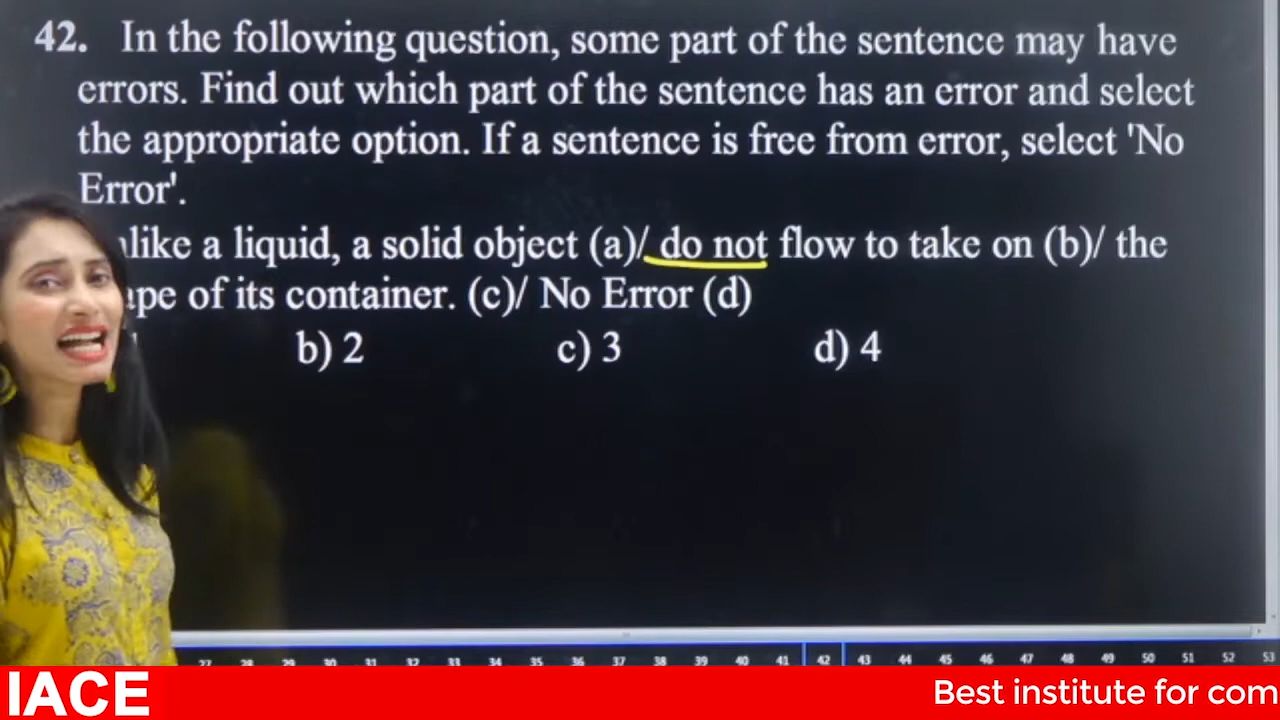 42. In the following question, some part of the sentence may have
errors. Find out which part of the sentence has an error and select
the appropriate option. If a sentence is free from error, select 'No
Error'.
a liquid, a solid object (a)/ do not flow to take on (b)/ the
of its container. (c)/ No Error (d)
b) 2 c) 3 d) 4
27 28 29 30 31 32 33 34 35 36 37 38 39 40 41 42 43 44 45 46 47 48 49 50 51 52 53
IACE Best institute for com